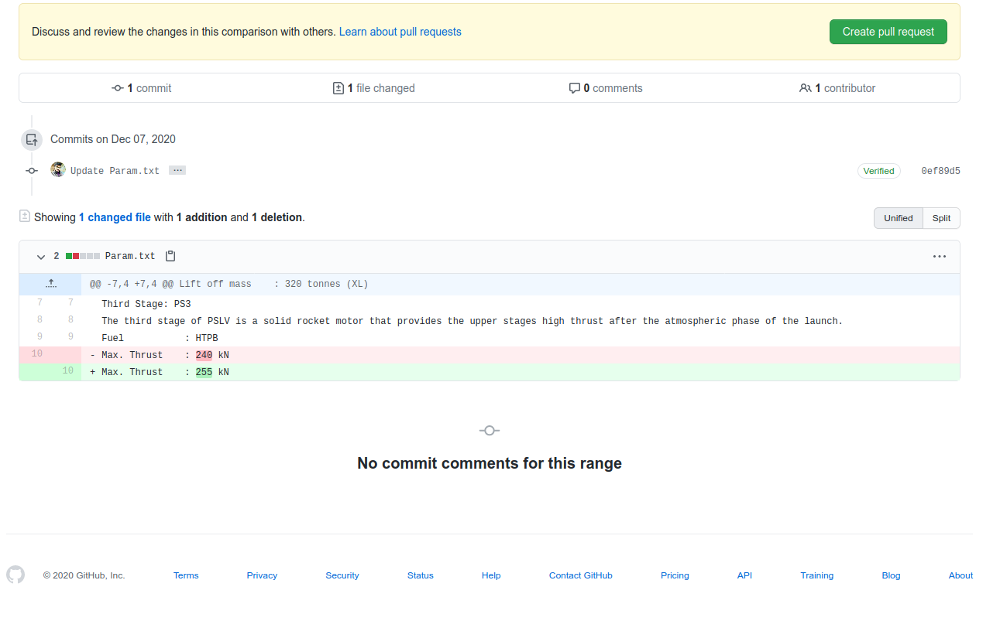 Discuss and review the changes in this comparison with others. Learn about pull requests
Create pull request
1 commit
1 file changed
0 comments
1 contributor
Commits on Dec 07, 2020
Update Param.txt ...
Verified
0ef89d5
Showing 1 changed file with 1 addition and 1 deletion.
Unified
Split
2 Param.txt
@@ -7,4 +7,4 @@ Lift off mass    : 320 tonnes (XL)
7 7 Third Stage: PS3
8 8 The third stage of PSLV is a solid rocket motor that provides the upper stages high thrust after the atmospheric phase of the launch.
9 9 Fuel           : HTPB
10 - Max. Thrust    : 240 kN
10 + Max. Thrust    : 255 kN
No commit comments for this range
© 2020 GitHub, Inc.
Terms
Privacy
Security
Status
Help
Contact GitHub
Pricing
API
Training
Blog
About